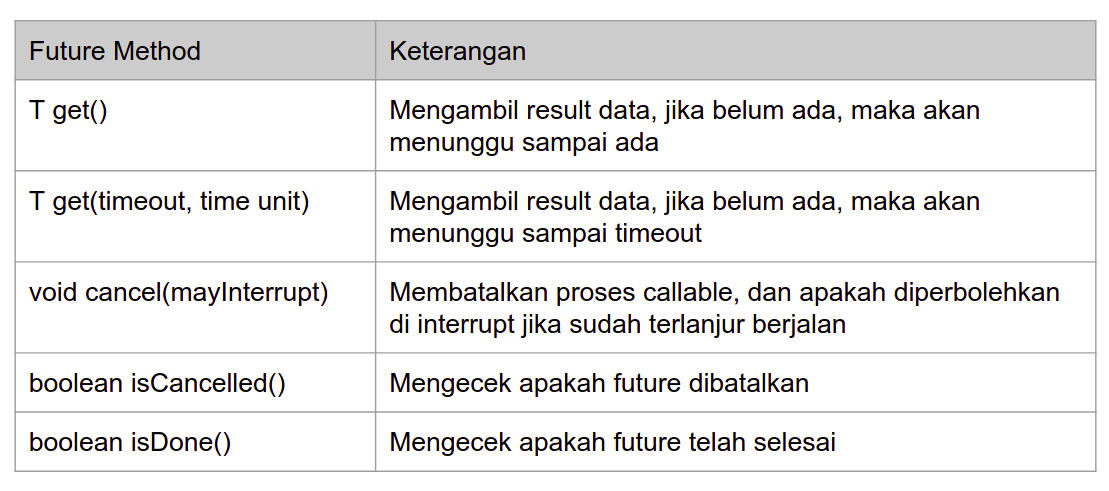 Future Method
Keterangan
T get()
Mengambil result data, jika belum ada, maka akan
menunggu sampai ada
T get(timeout, time unit)
Mengambil result data, jika belum ada, maka akan
menunggu sampai timeout
void cancel(mayInterrupt)
Membatalkan proses callable, dan apakah diperbolehkan
di interrupt jika sudah terlanjur berjalan
boolean isCancelled()
Mengecek apakah future dibatalkan
boolean isDone()
Mengecek apakah future telah selesai